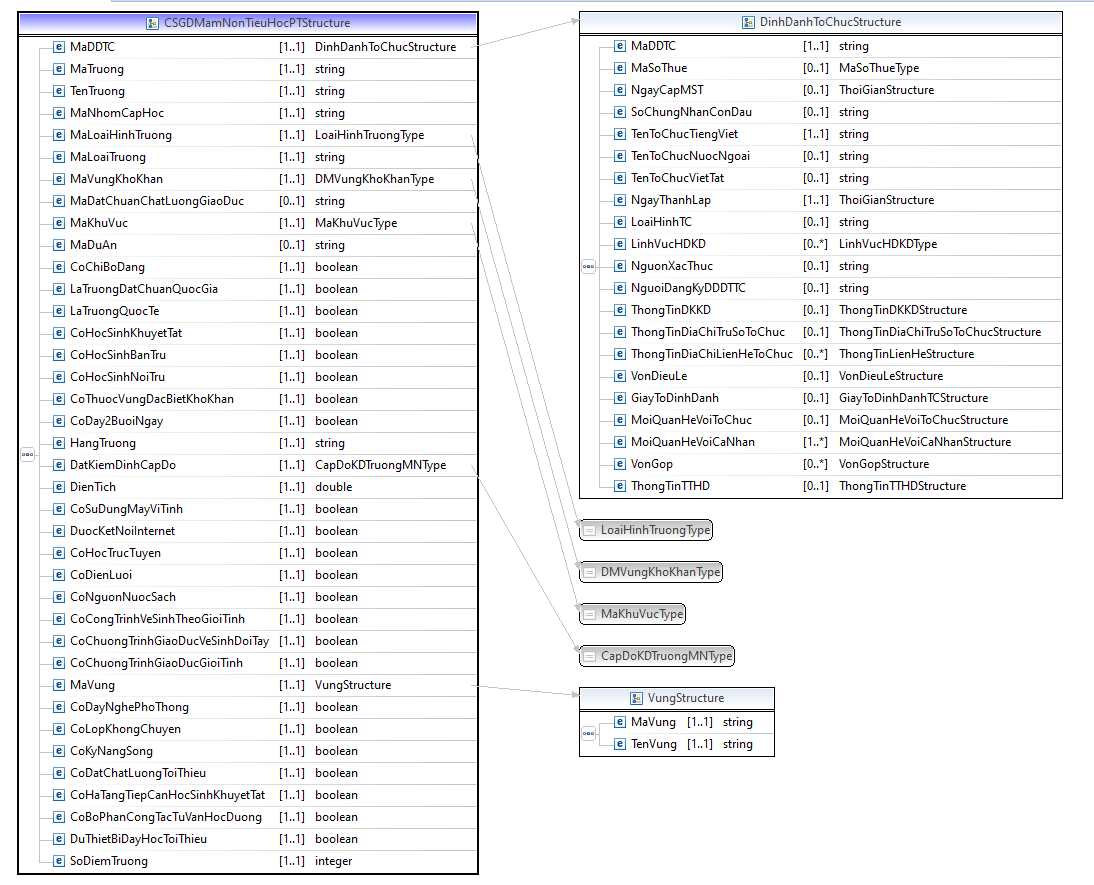 CSGDMamNonTieuHocPTStructure
MaDDTC [1..1] DinhDanhToChucStructure
MaTruong [1..1] string
TenTruong [1..1] string
MaNhomCapHoc [1..1] string
MaLoaiHinhTruong [1..1] LoaiHinhTruongType
MaLoaiTruong [1..1] string
MaVungKhoKhan [1..1] DMVungKhoKhanType
MaDatChuanChatLuongGiaoDuc [0..1] string
MaKhuVuc [1..1] MaKhuVucType
MaDuAn [0..1] string
CoChiBoDang [1..1] boolean
LaTruongDatChuanQuocGia [1..1] boolean
LaTruongQuocTe [1..1] boolean
CoHocSinhKhuyetTat [1..1] boolean
CoHocSinhBanTru [1..1] boolean
CoHocSinhNoiTru [1..1] boolean
CoThuocVungDacBietKhoKhan [1..1] boolean
CoDay2BuoiNgay [1..1] boolean
HangTruong [1..1] string
DatKiemDinhCapDo [1..1] CapDoKDTruongMNType
DienTich [1..1] double
CoSuDungMayViTinh [1..1] boolean
DuocKetNoiInternet [1..1] boolean
CoHocTrucTuyen [1..1] boolean
CoDienLuoi [1..1] boolean
CoNguonNuocSach [1..1] boolean
CoCongTrinhVeSinhTheoGioiTinh [1..1] boolean
CoChuongTrinhGiaoDucVeSinhDoiTay [1..1] boolean
CoChuongTrinhGiaoDucGioiTinh [1..1] boolean
MaVung [1..1] VungStructure
CoDayNghePhoThong [1..1] boolean
CoLopKhongChuyen [1..1] boolean
CoKyNangSong [1..1] boolean
CoDatChatLuongToiThieu [1..1] boolean
CoHaTangTiepCanHocSinhKhuyetTat [1..1] boolean
CoBoPhanCongTacTuVanHocDuong [1..1] boolean
DuThietBiDayHocToiThieu [1..1] boolean
SoDiemTruong [1..1] integer
DinhDanhToChucStructure
MaDDTC [1..1] string
MaSoThue [0..1] MaSoThueType
NgayCapMST [0..1] ThoiGianStructure
SoChungNhanConDau [0..1] string
TenToChucTiengViet [1..1] string
TenToChucNuocNgoai [0..1] string
TenToChucVietTat [0..1] string
NgayThanhLap [1..1] ThoiGianStructure
LoaiHinhTC [0..1] string
LinhVucHDKD [0..*] LinhVucHDKDType
NguonXacThuc [0..1] string
NguoiDangKyDDDTTC [0..1] string
ThongTinDKKD [0..1] ThongTinDKKDStructure
ThongTinDiaChiTruSoToChuc [0..1] ThongTinDiaChiTruSoToChucStructure
ThongTinDiaChiLienHeToChuc [0..*] ThongTinLienHeStructure
VonDieuLe [0..1] VonDieuLeStructure
GiayToDinhDanh [0..1] GiayToDinhDanhTCStructure
MoiQuanHeVoiToChuc [0..1] MoiQuanHeVoiToChucStructure
MoiQuanHeVoiCaNhan [1..*] MoiQuanHeVoiCaNhanStructure
VonGop [0..*] VonGopStructure
ThongTinTTHD [0..1] ThongTinTTHDStructure
LoaiHinhTruongType
DMVungKhoKhanType
MaKhuVucType
CapDoKDTruongMNType
VungStructure
MaVung [1..1] string
TenVung [1..1] string